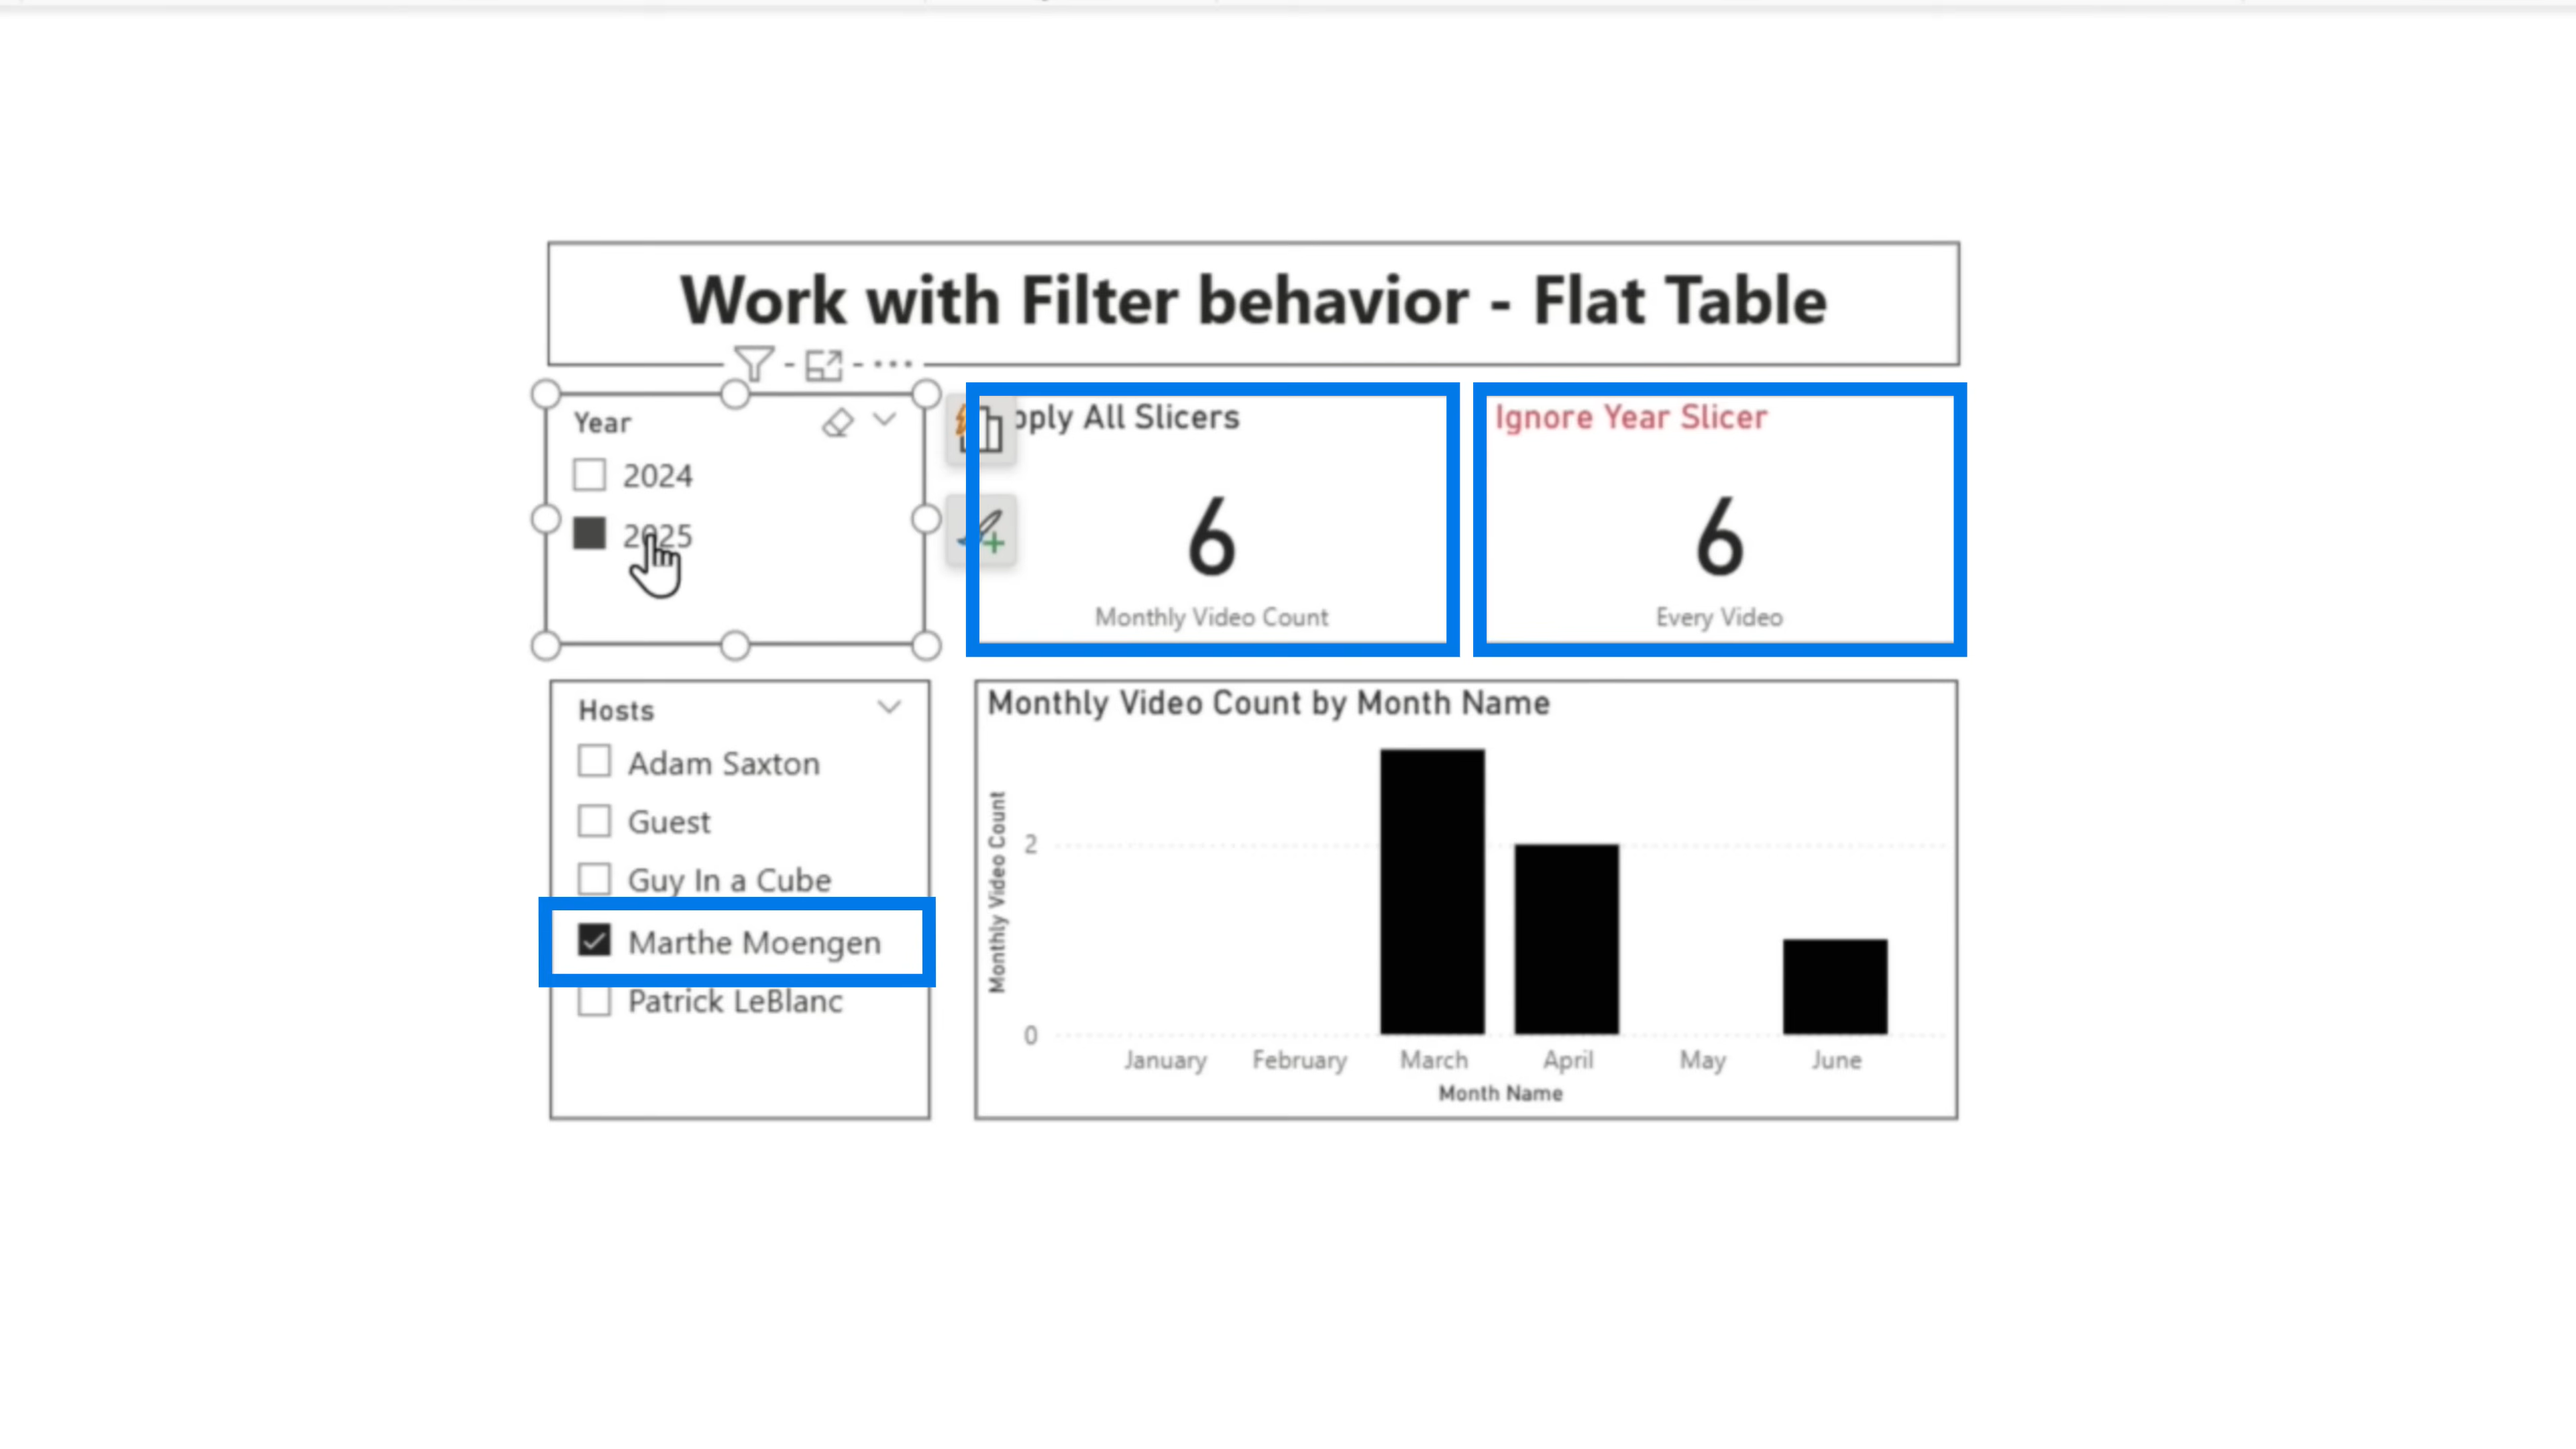 Work with Filter behavior - Flat Table
Year
2024
2025
pply All Slicers
6
Monthly Video Count
Ignore Year Slicer
6
Every Video
Hosts
Adam Saxton
Guest
Guy In a Cube
Marthe Moengen
Patrick LeBlanc
Monthly Video Count by Month Name
Monthly Video Count
2
0
January February March April May June
Month Name